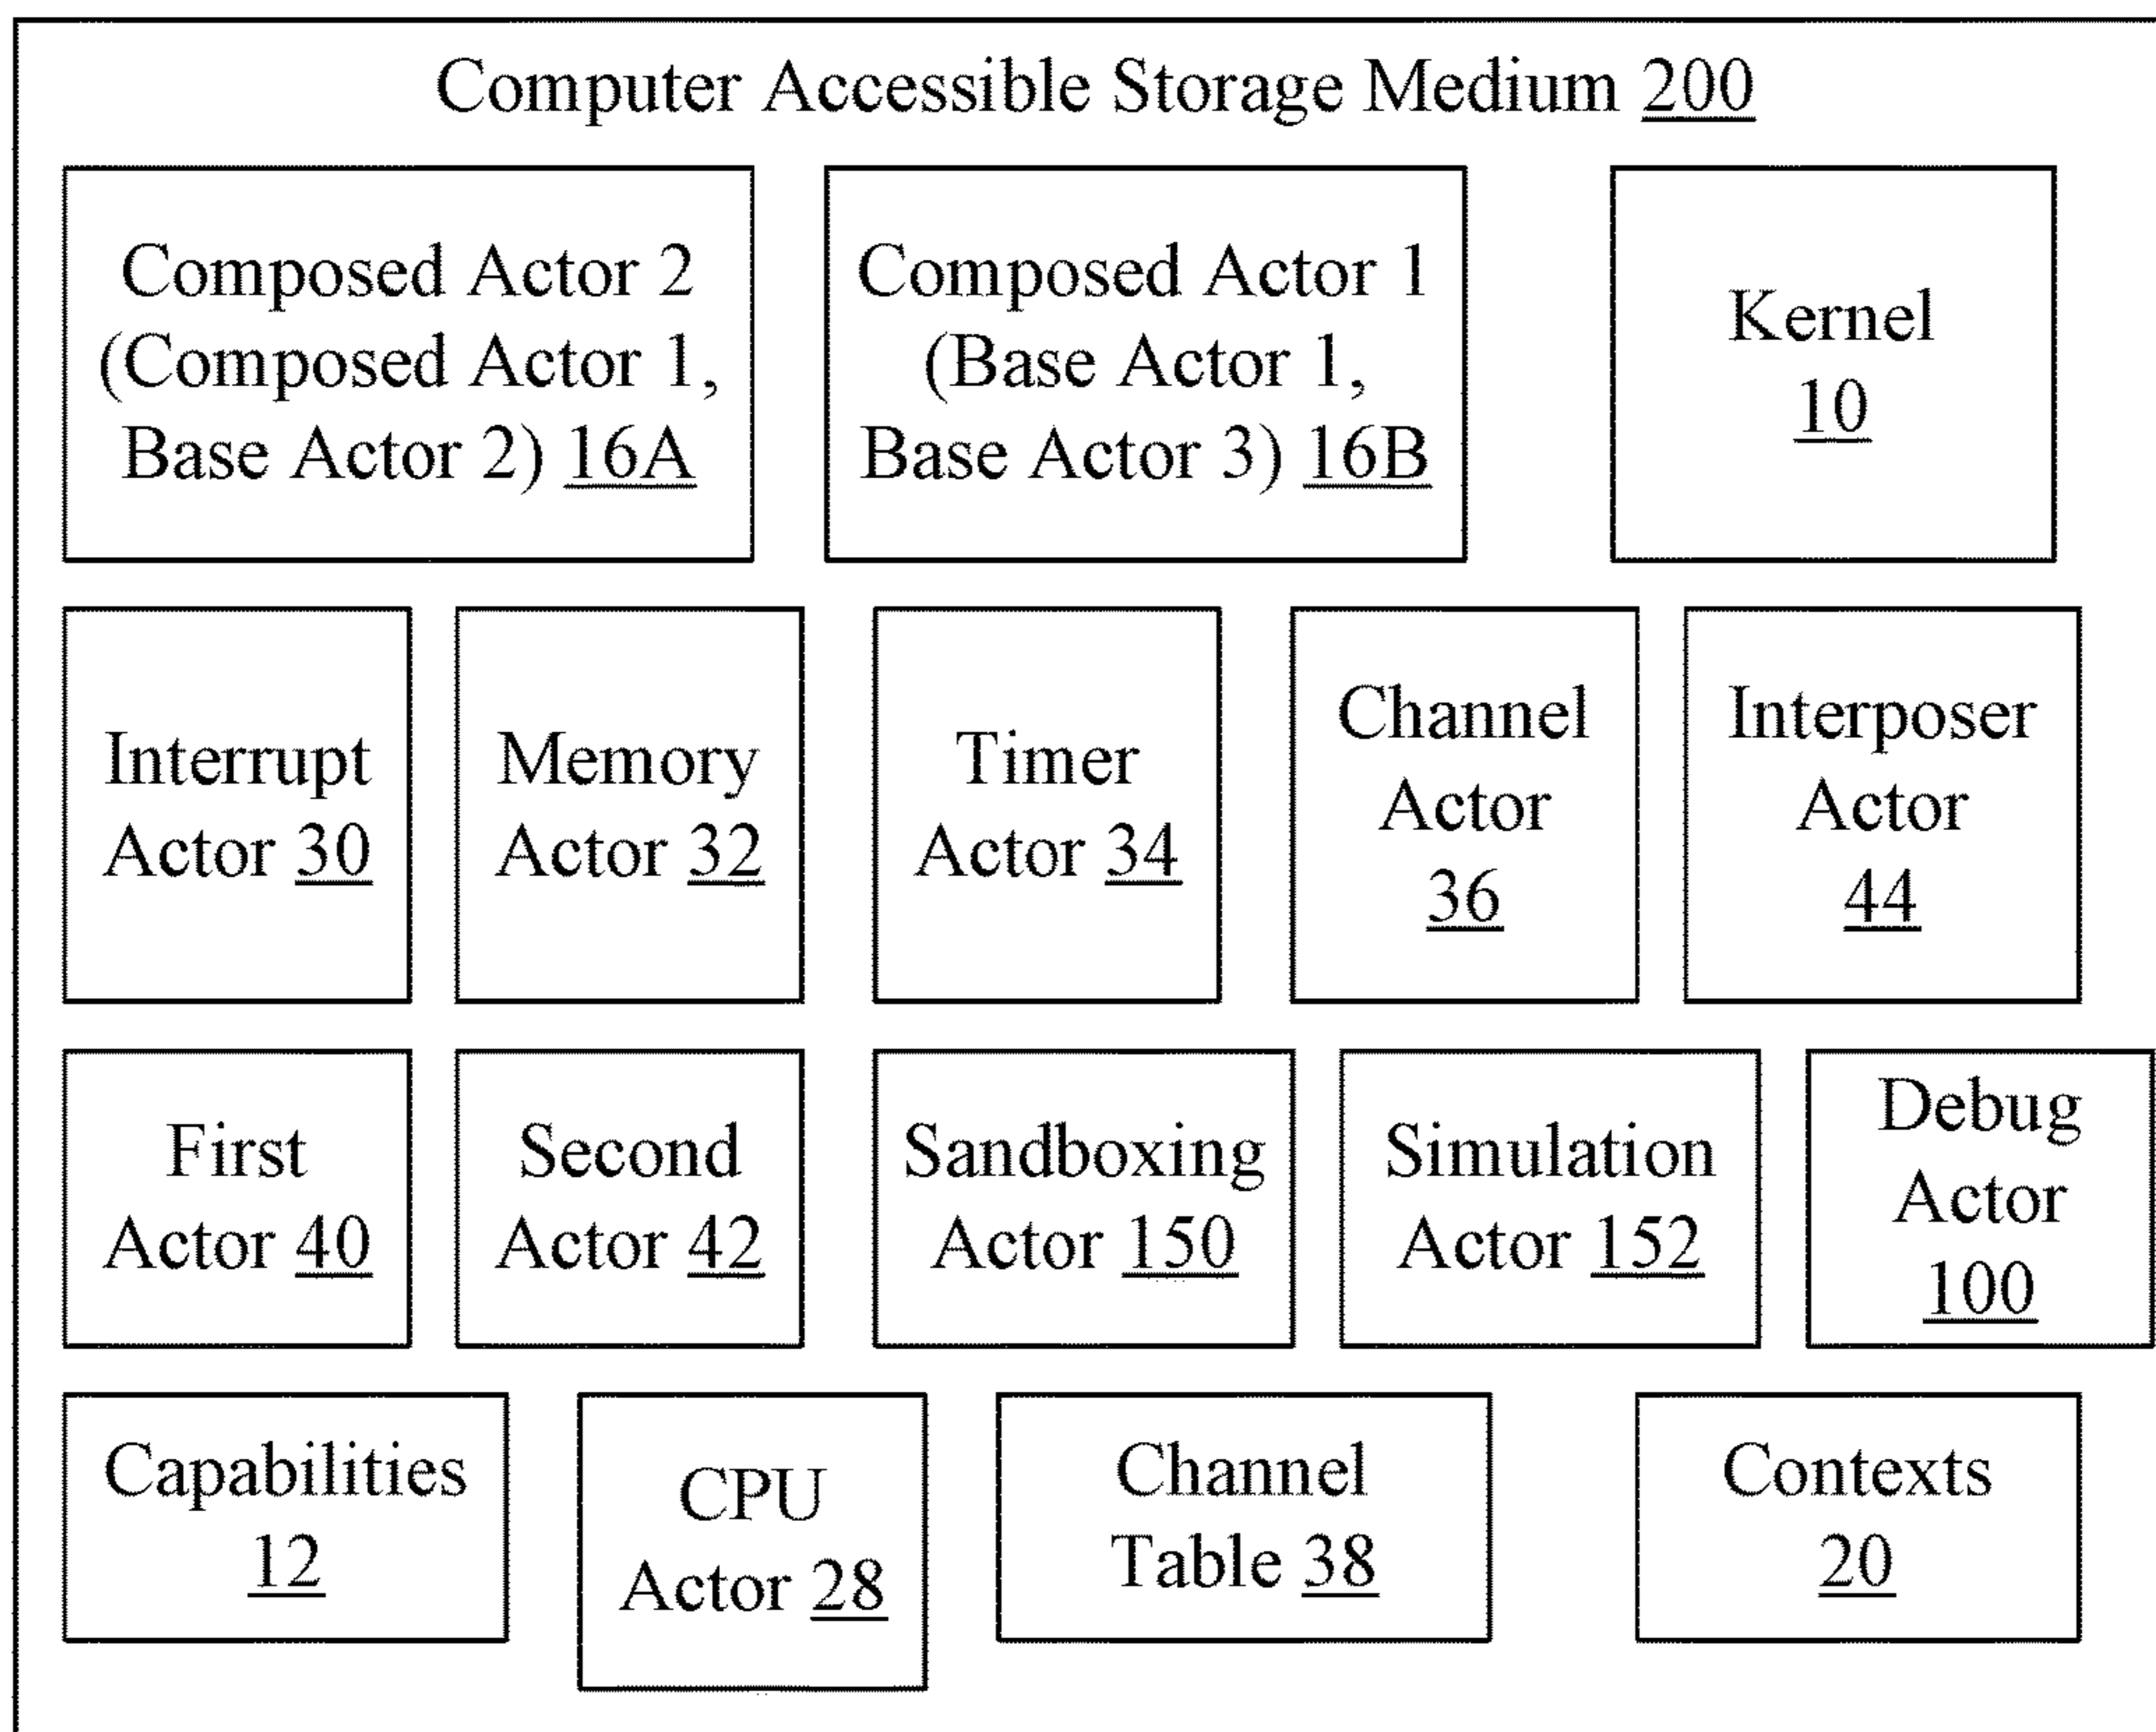 Computer Accessible Storage Medium 200
Composed Actor 2
(Composed Actor 1,
Base Actor 2) 16A
Composed Actor 1
(Base Actor 1,
Base Actor 3) 16B
Kernel
10
Interrupt
Actor 30
Memory
Actor 32
Timer
Actor 34
Channel
Actor
36
Interposer
Actor
44
First
Actor 40
Second
Actor 42
Sandboxing
Actor 150
Simulation
Actor 152
Debug
Actor
100
Capabilities
12
CPU
Actor 28
Channel
Table 38
Contexts
20